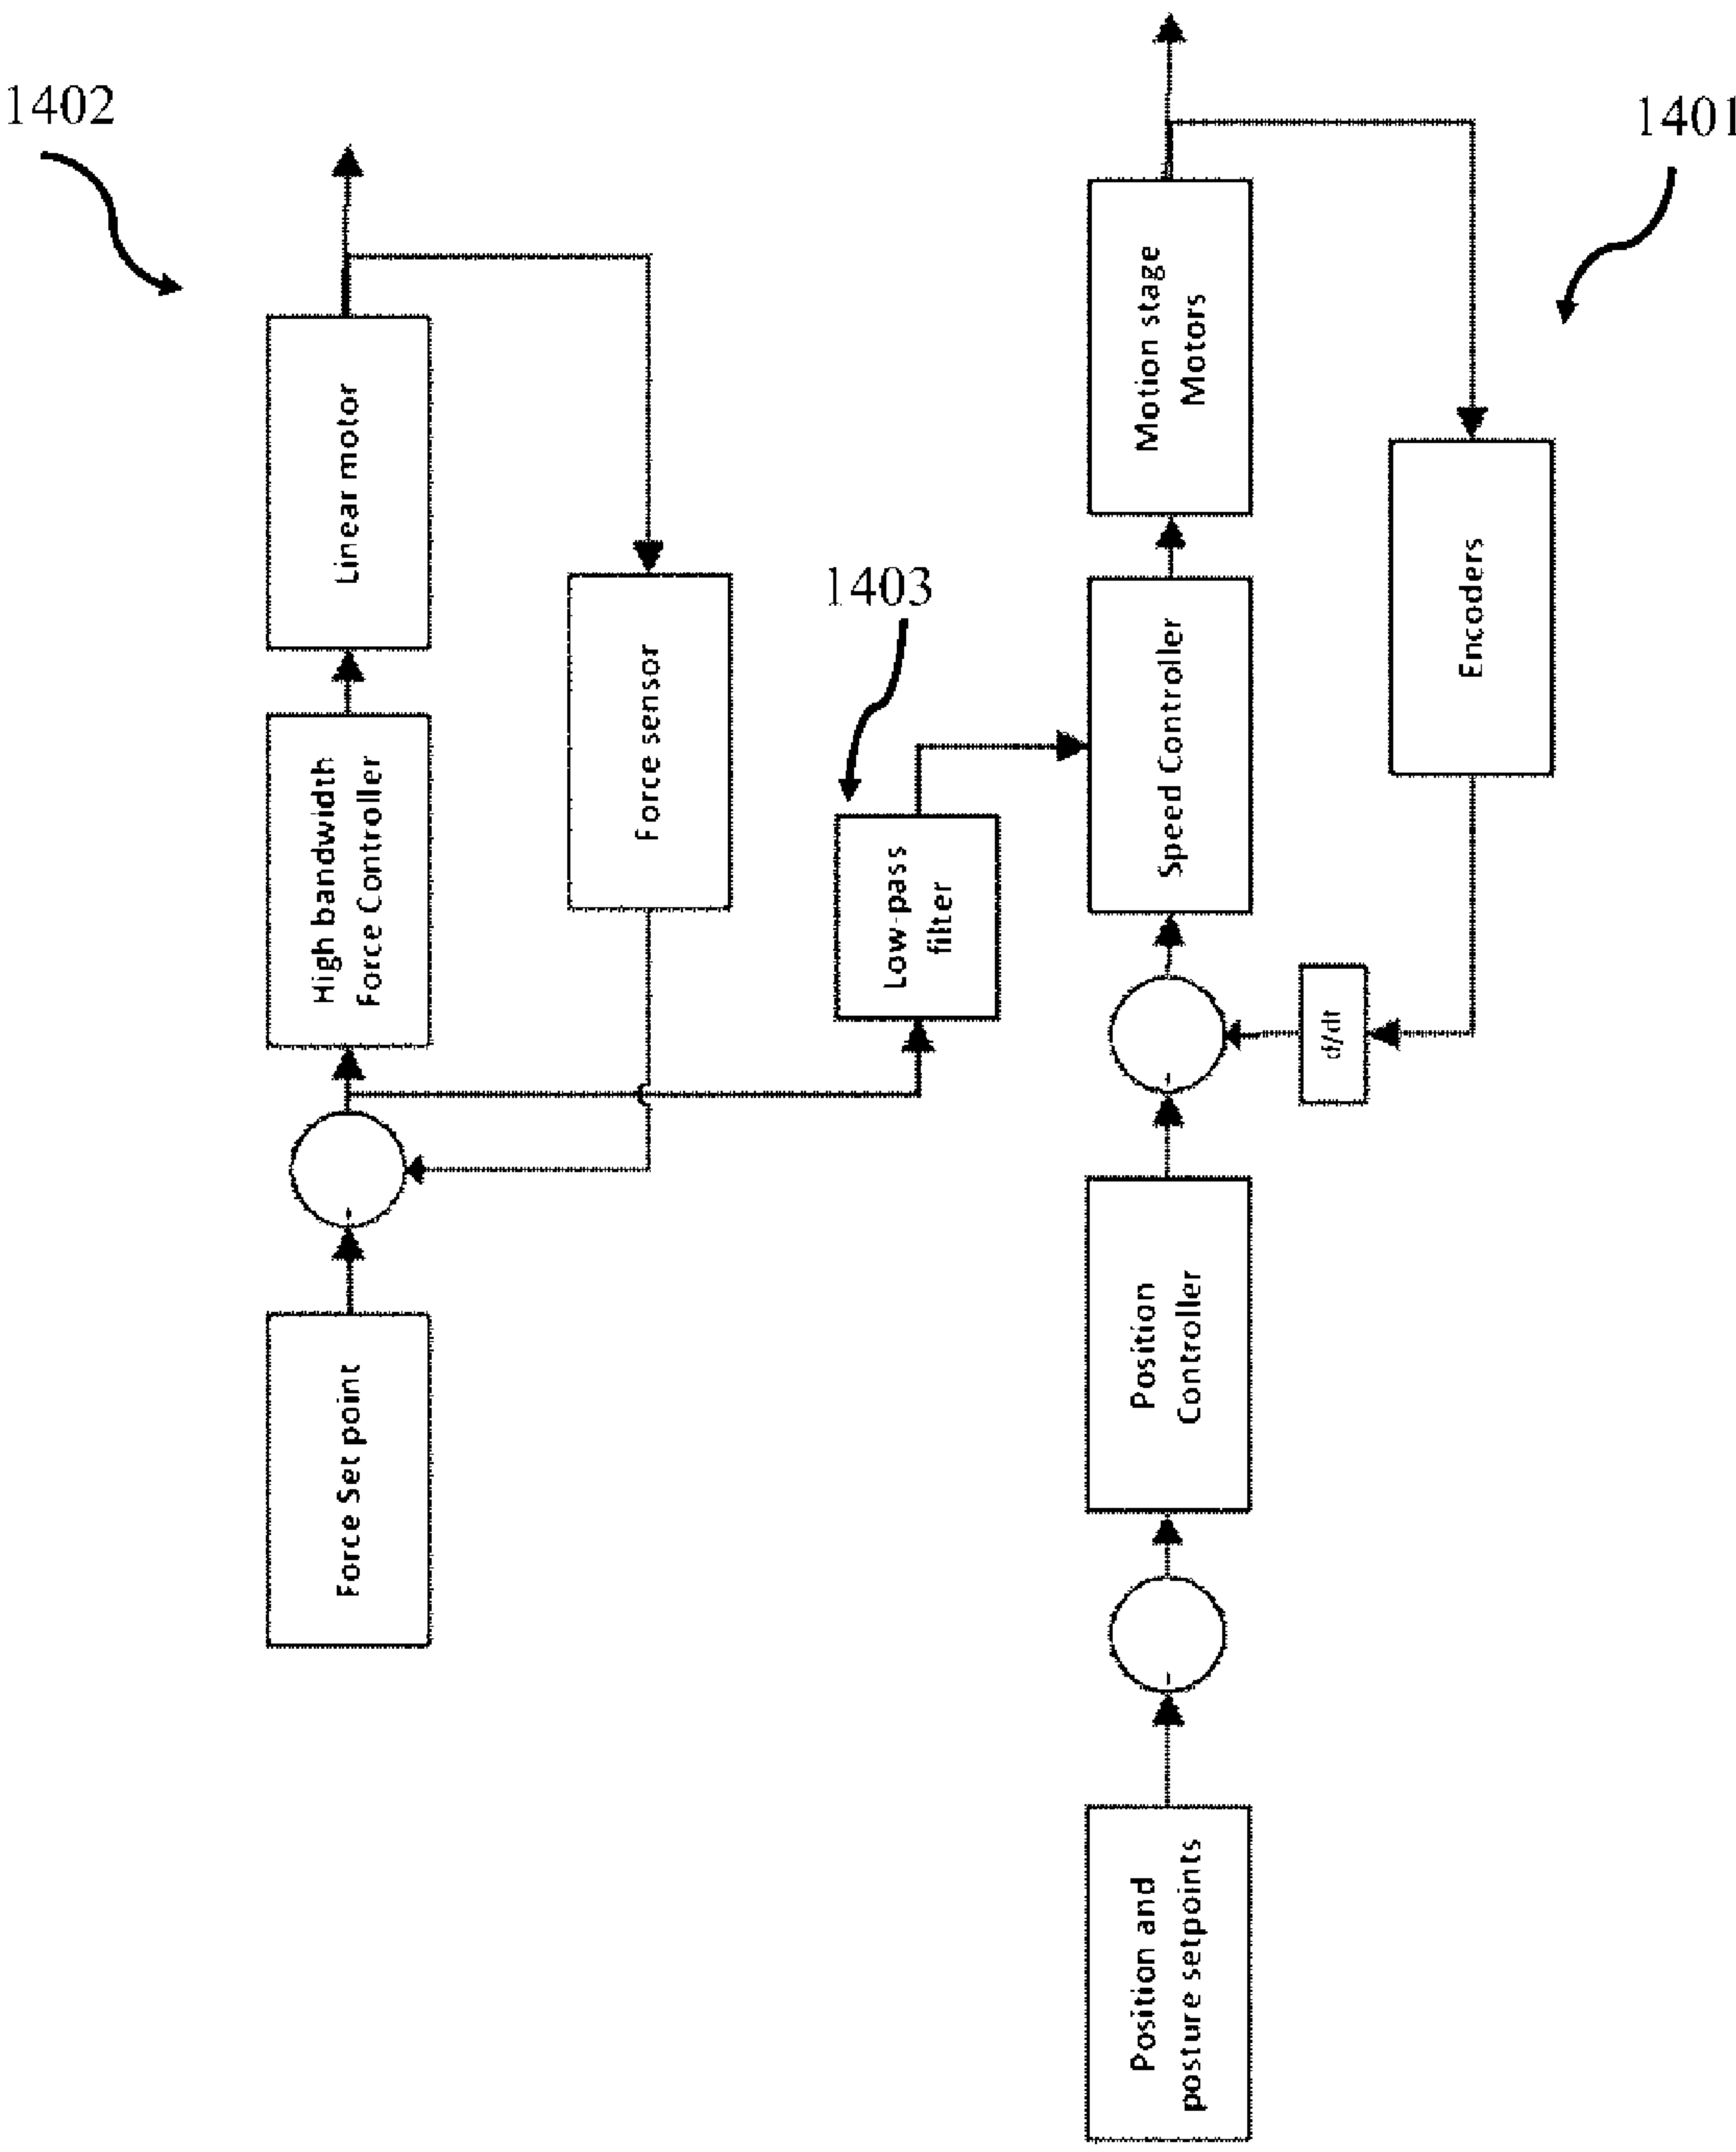 1402
Force Set point
High bandwidth
Force Controller
Linear motor
Force sensor
1403
Low-pass
filter
1401
Position and
posture setpoints
Position
Controller
Speed Controller
Motion stage
Motors
Encoders
d/dt
-
-
-